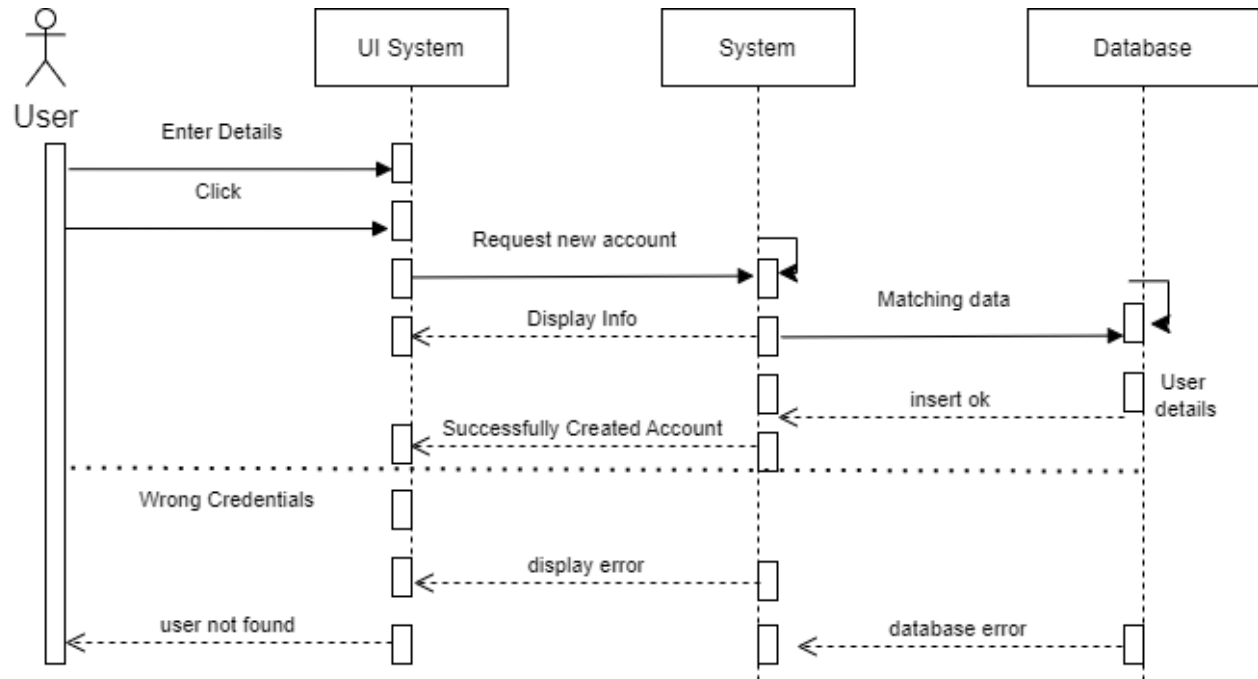 UI System
System
Database
User
Enter Details
Click
Request new account
Matching data
Display Info
User
details
insert ok
Successfully Created Account
Wrong Credentials
display error
user not found
database error